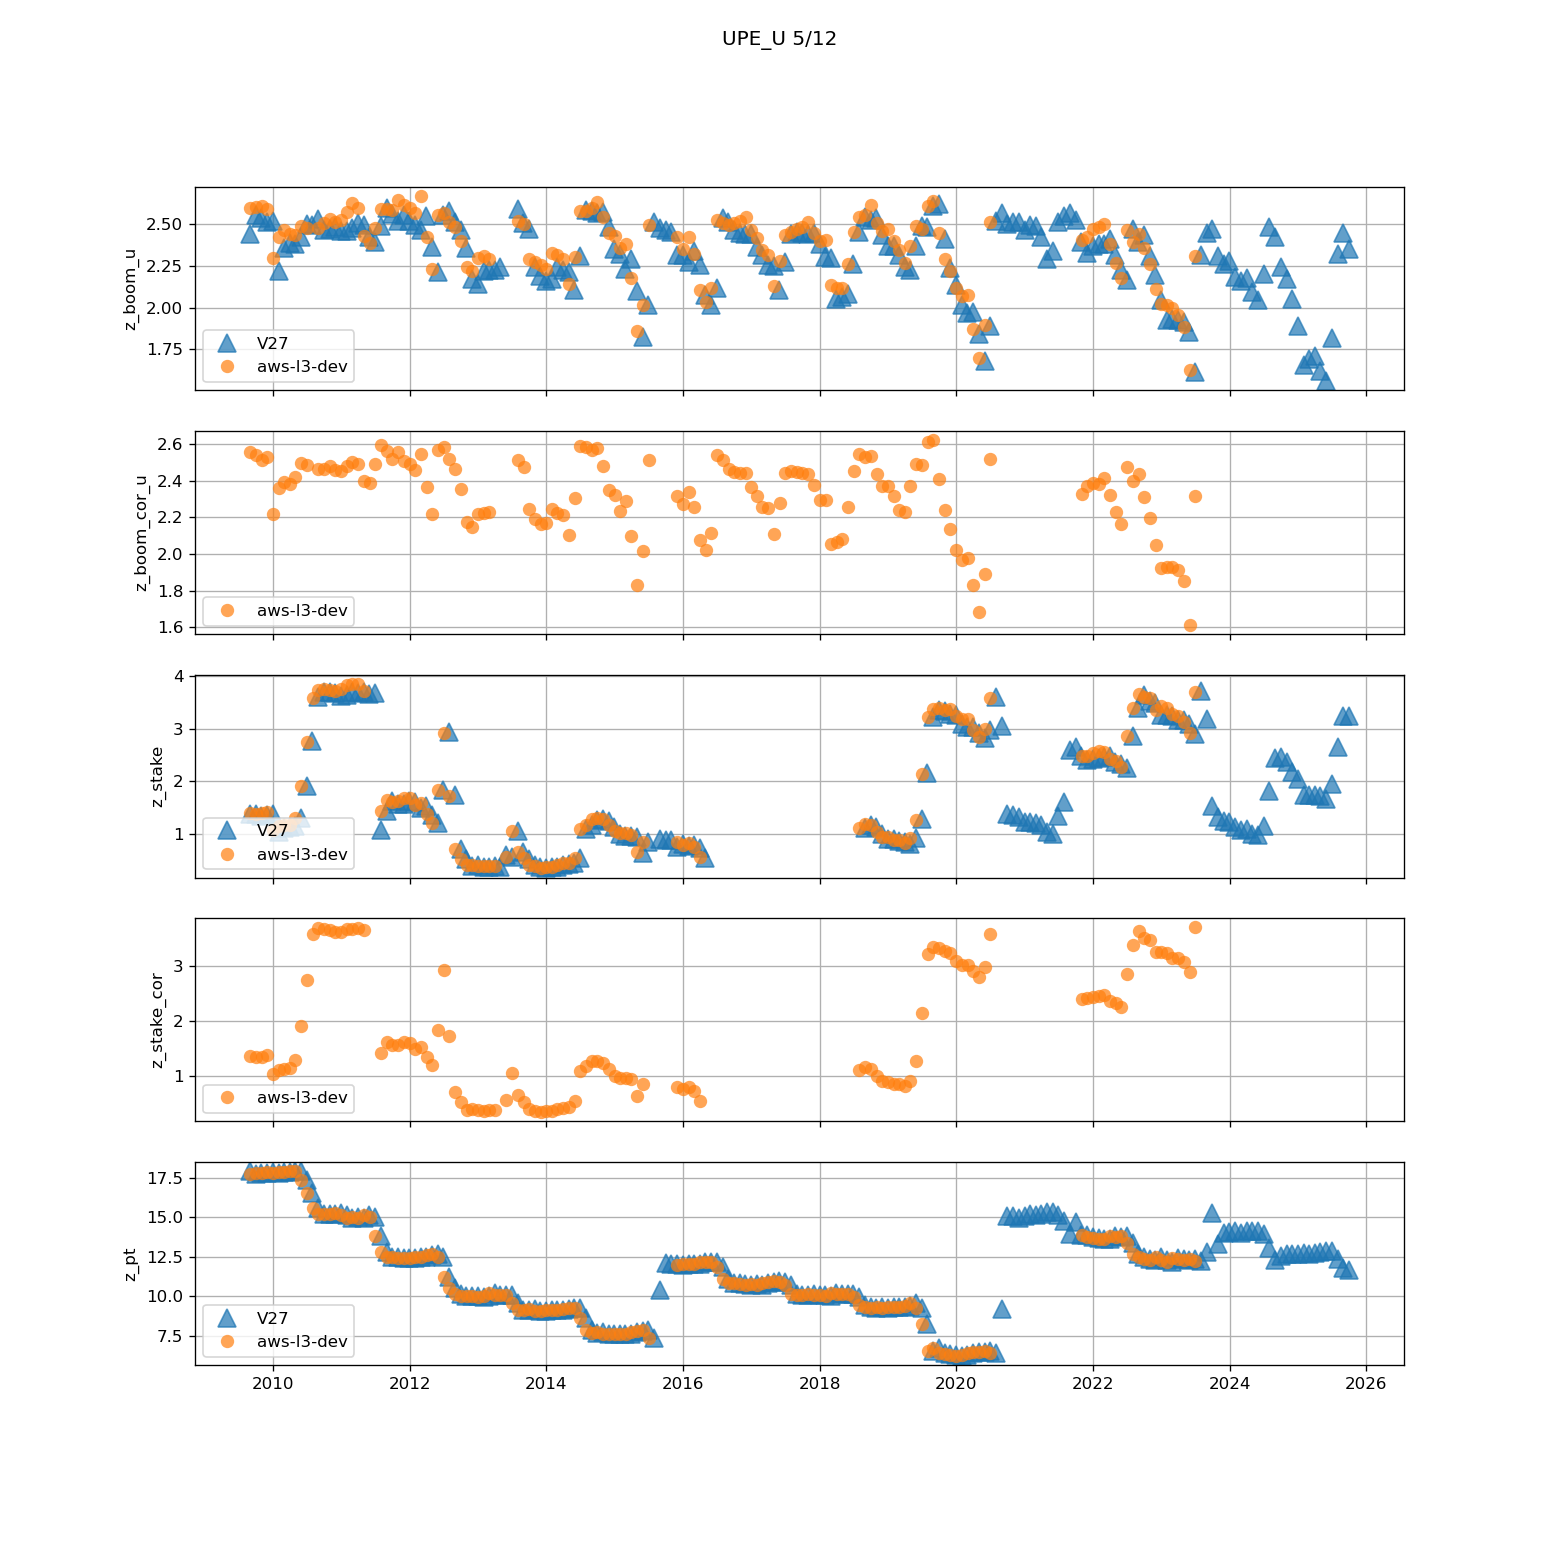 UPE_U 5/12
z_boom_u
2.50
2.25
2.00
1.75
V27
aws-l3-dev
z_boom_cor_u
2.6
2.4
2.2
2.0
1.8
1.6
aws-l3-dev
z_stake
4
3
2
1
V27
aws-l3-dev
z_stake_cor
3
2
1
aws-l3-dev
z_pt
17.5
15.0
12.5
10.0
7.5
V27
aws-l3-dev
2010 2012 2014 2016 2018 2020 2022 2024 2026